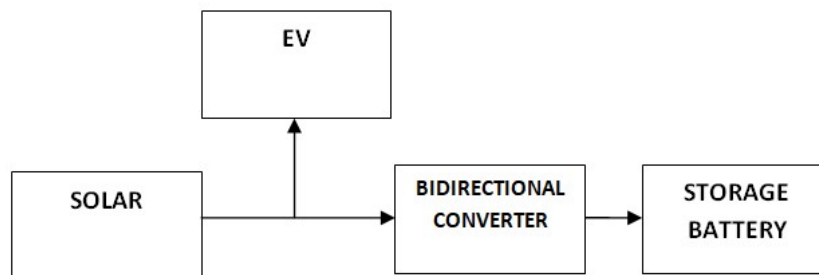 EV
SOLAR
BIDIRECTIONAL
CONVERTER
STORAGE
BATTERY